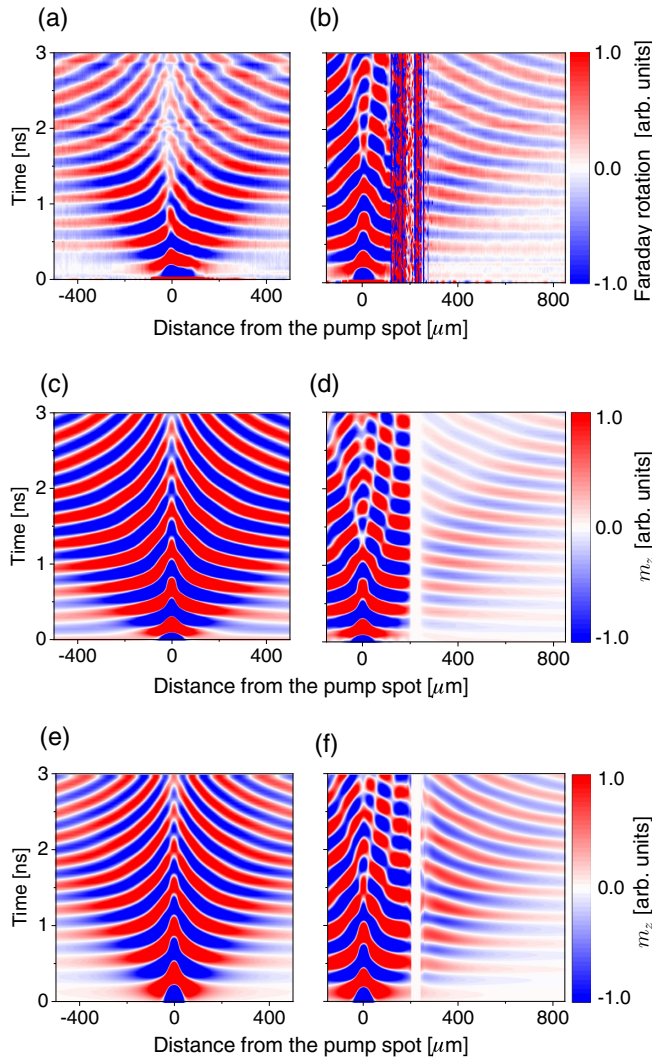 (a) (b)
3
2
1
0
Time [ns]
-400 0 400
0 400 800
1.0
0.0
-1.0
Faraday rotation [arb. units]
Distance from the pump spot [μm]
(c) (d)
3
2
1
0
Time [ns]
-400 0 400
0 400 800
1.0
0.0
-1.0
m_z [arb. units]
Distance from the pump spot [μm]
(e) (f)
3
2
1
0
Time [ns]
-400 0 400
0 400 800
1.0
0.0
-1.0
m_z [arb. units]
Distance from the pump spot [μm]